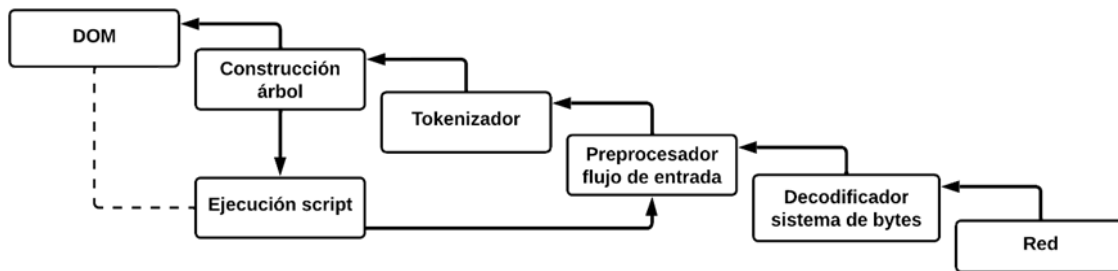 DOM
Construcción
árbol
Tokenizador
Preprocesador
flujo de entrada
Ejecución script
Decodificador
sistema de bytes
Red